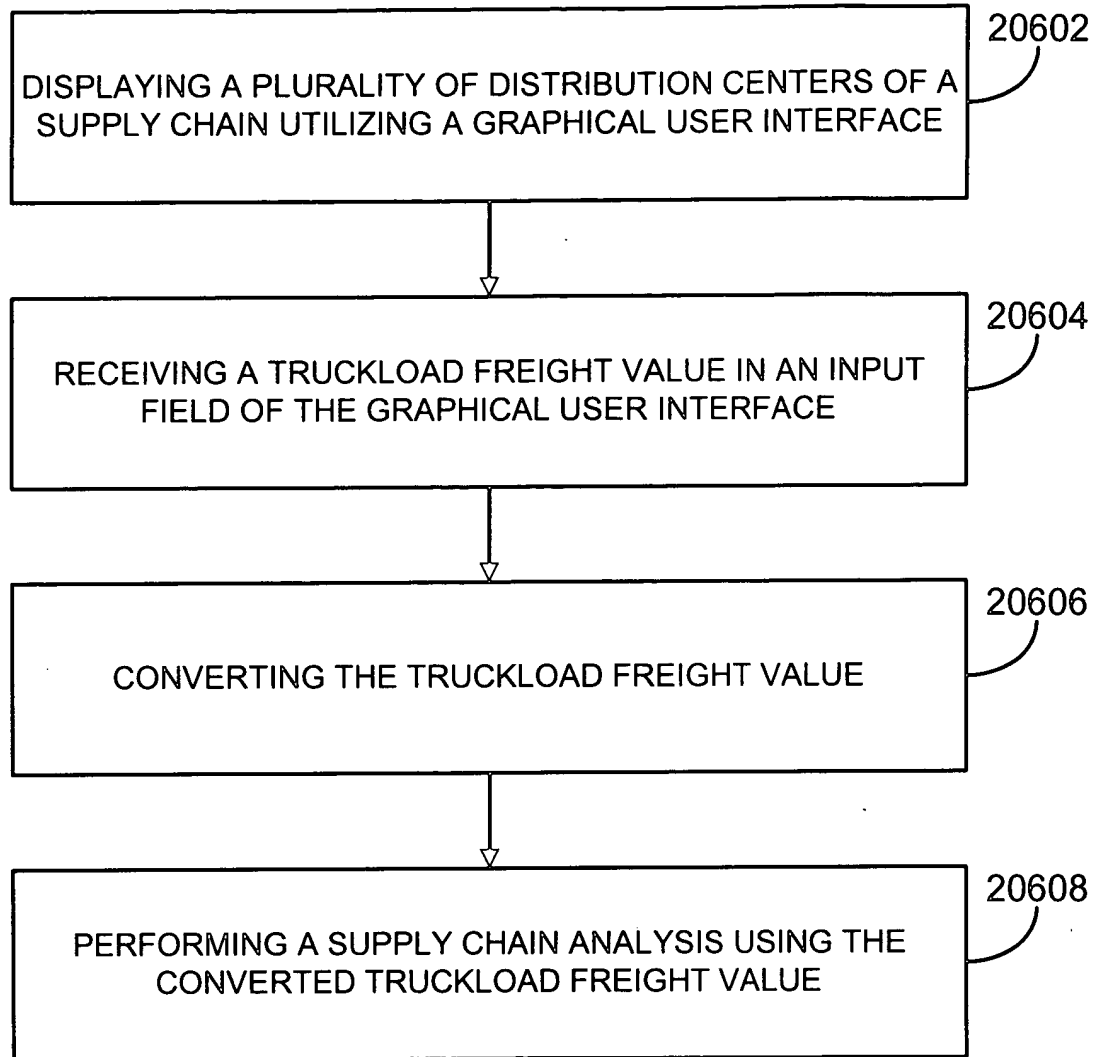 20602
DISPLAYING A PLURALITY OF DISTRIBUTION CENTERS OF A
SUPPLY CHAIN UTILIZING A GRAPHICAL USER INTERFACE
20604
RECEIVING A TRUCKLOAD FREIGHT VALUE IN AN INPUT
FIELD OF THE GRAPHICAL USER INTERFACE
20606
CONVERTING THE TRUCKLOAD FREIGHT VALUE
20608
PERFORMING A SUPPLY CHAIN ANALYSIS USING THE
CONVERTED TRUCKLOAD FREIGHT VALUE